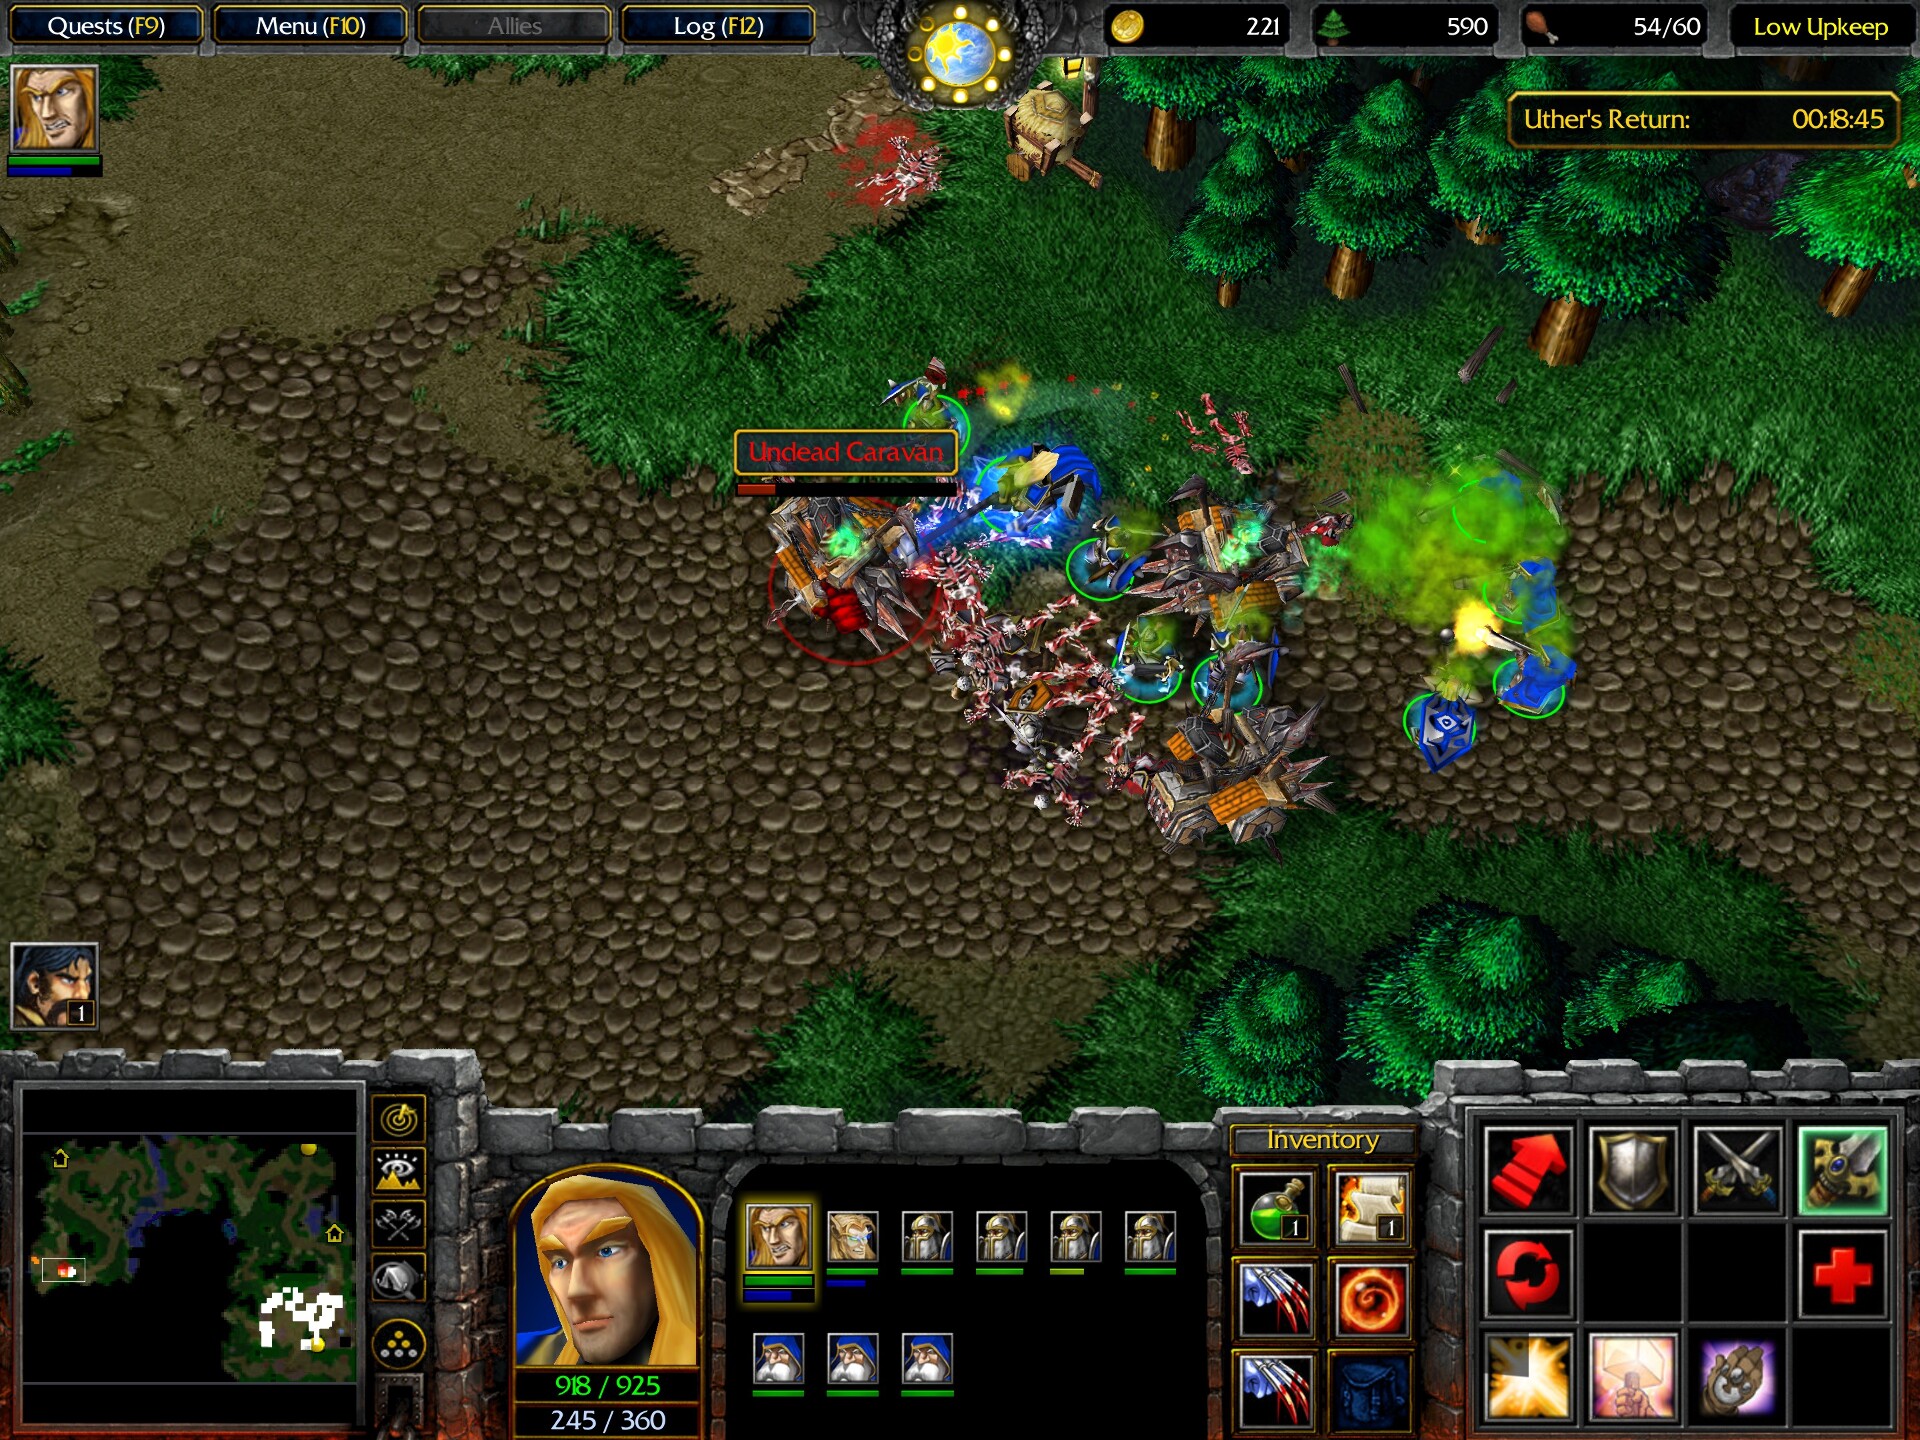 Quests (F9)
Menu (F10)
Allies
Log (F12)
221
590
54/60
Low Upkeep
Uther's Return: 00:18:45
Undead Caravan
1
Inventory
1
1
918 / 925
245 / 360